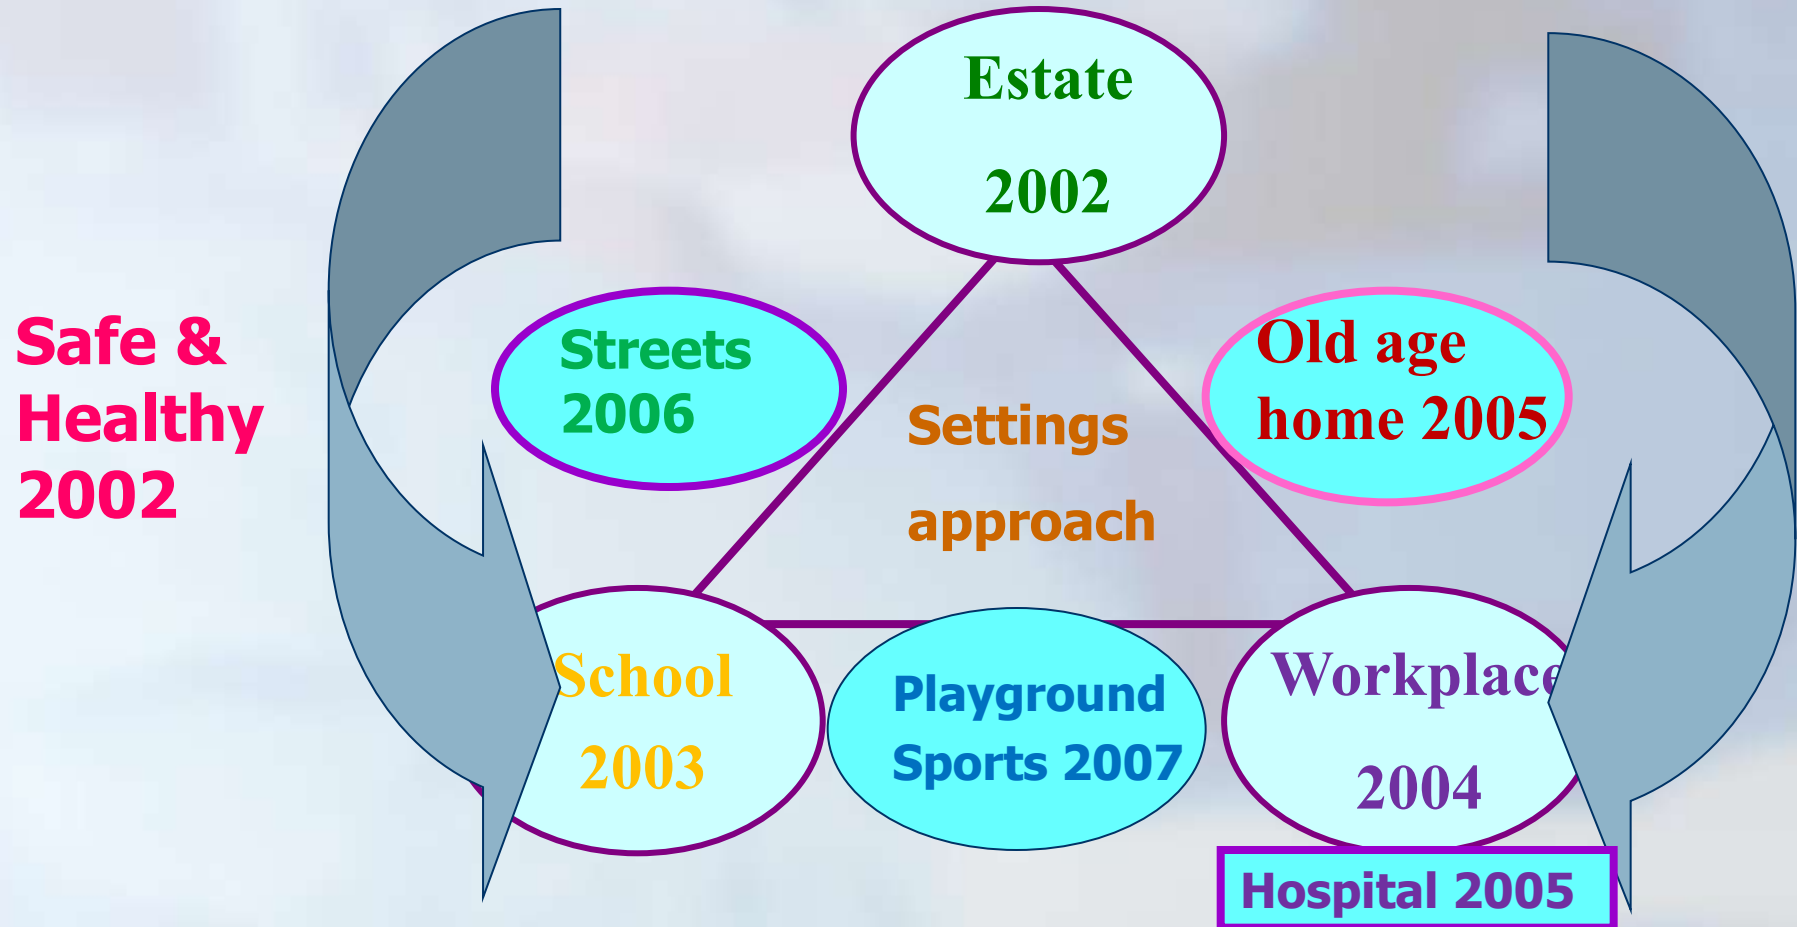 Estate
2002
Safe &
Healthy
2002
Streets
2006
Old age
home 2005
Settings
approach
School
2003
Playground
Sports 2007
Workplace
2004
Hospital 2005